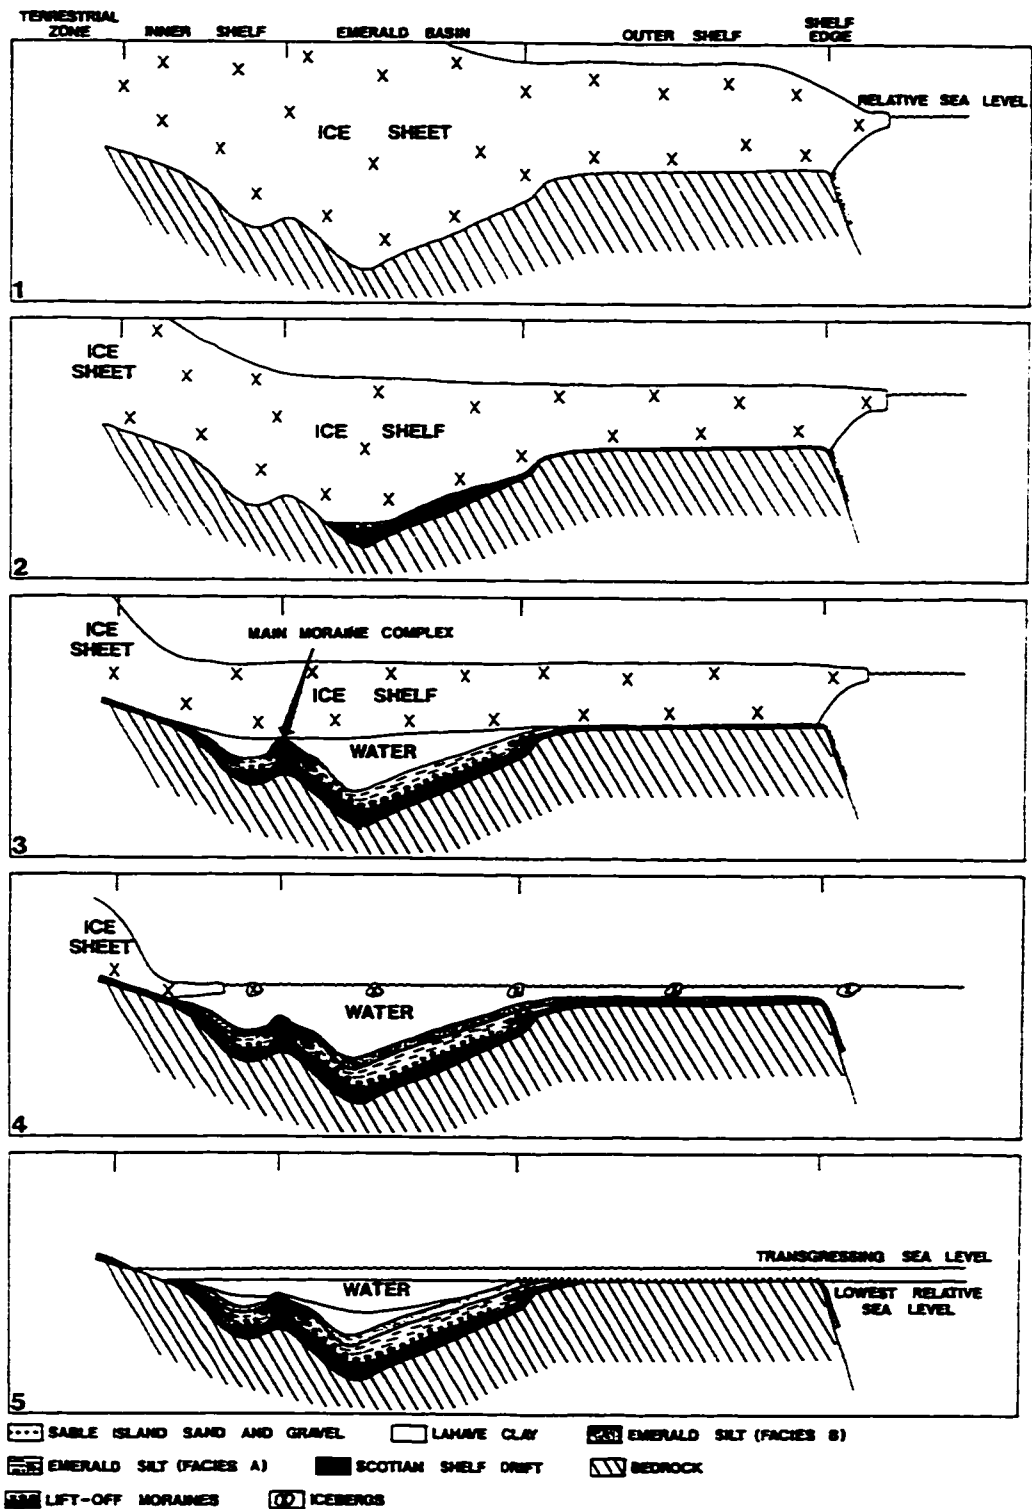 TERRESTRIAL ZONE
INNER SHELF
EMERALD BASIN
OUTER SHELF
SHELF EDGE
RELATIVE SEA LEVEL
ICE SHEET
1
ICE SHEET
ICE SHELF
2
ICE SHEET
MAIN MORAINE COMPLEX
ICE SHELF
WATER
3
ICE SHEET
WATER
4
TRANSGRESSING SEA LEVEL
WATER
LOWEST RELATIVE SEA LEVEL
5
SABLE ISLAND SAND AND GRAVEL
LAHAVE CLAY
EMERALD SILT (FACIES B)
EMERALD SILT (FACIES A)
SCOTIAN SHELF DRIFT
BEDROCK
LIFT-OFF MORAINES
ICEBERGS